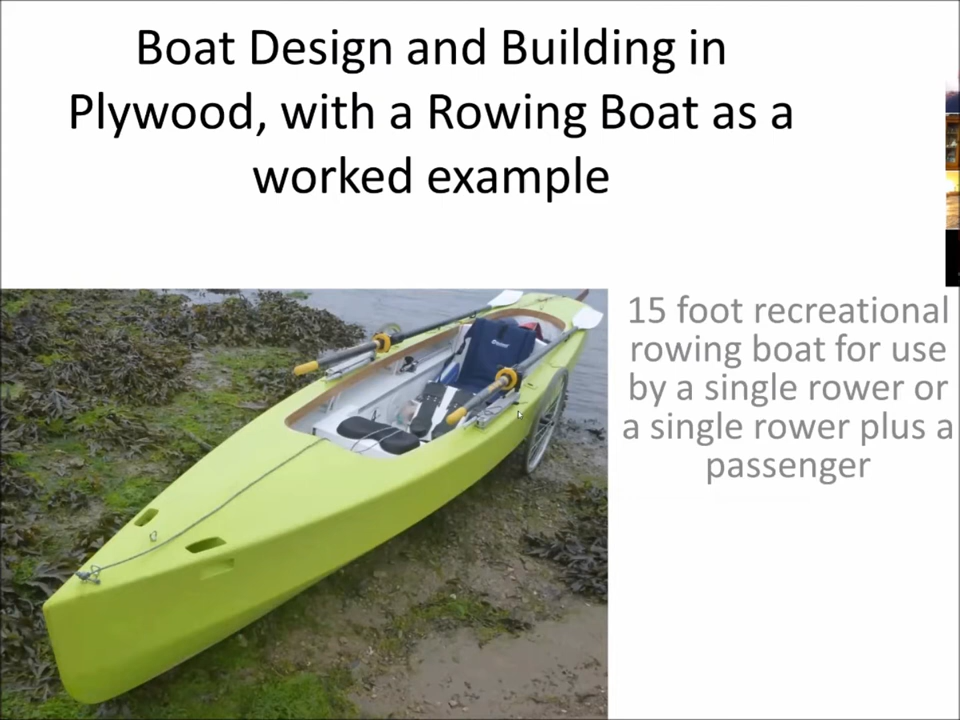 Boat Design and Building in
Plywood, with a Rowing Boat as a
worked example
15 foot recreational
rowing boat for use
by a single rower or
a single rower plus a
passenger